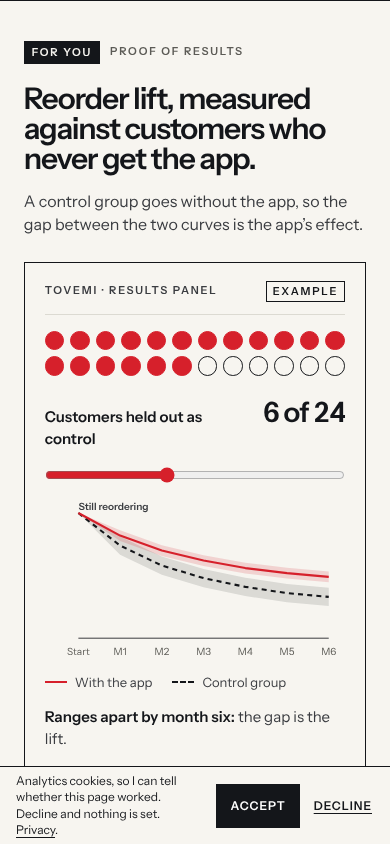 FOR YOU PROOF OF RESULTS
Reorder lift, measured
against customers who
never get the app.
A control group goes without the app, so the
gap between the two curves is the app’s effect.
TOVEMI · RESULTS PANEL EXAMPLE
Customers held out as
control
6 of 24
Still reordering
Start M1 M2 M3 M4 M5 M6
With the app Control group
Ranges apart by month six: the gap is the
lift.
Analytics cookies, so I can tell
whether this page worked.
Decline and nothing is set.
Privacy.
ACCEPT DECLINE